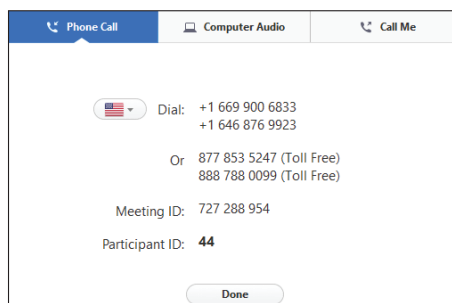 Phone Call Computer Audio Call Me
Dial: +1 669 900 6833
+1 646 876 9923
Or 877 853 5247 (Toll Free)
888 788 0099 (Toll Free)
Meeting ID: 727 288 954
Participant ID: 44
Done